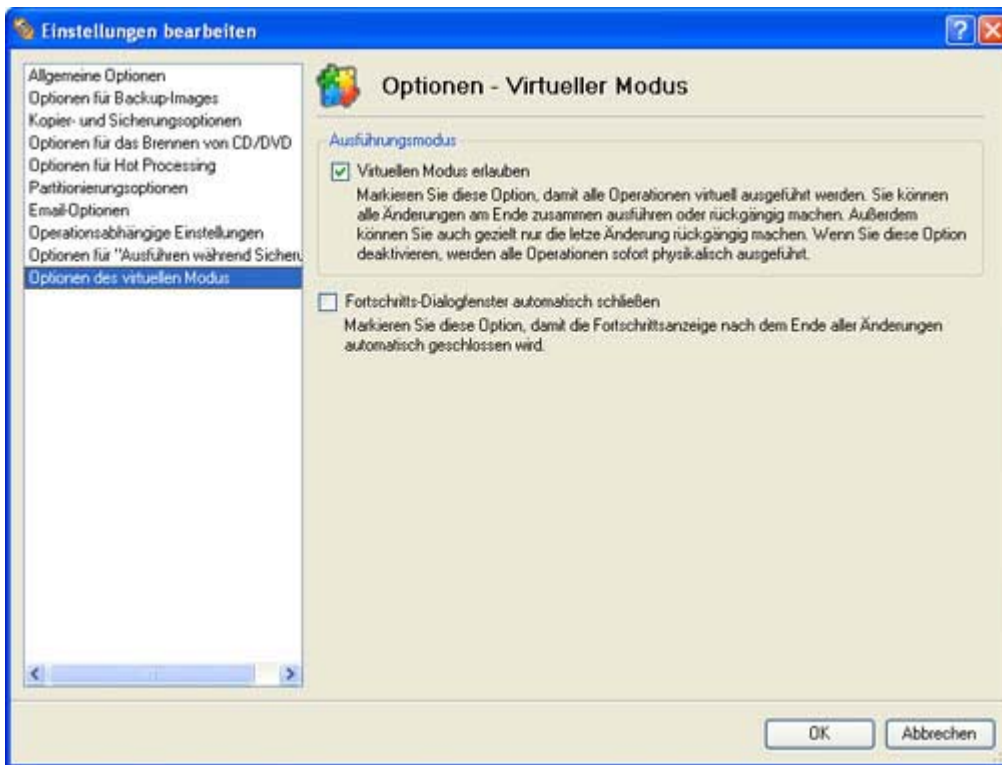 Einstellungen bearbeiten
Allgemeine Optionen
Optionen für Backup-Images
Kopier- und Sicherungsoptionen
Optionen für das Brennen von CD/DVD
Optionen für Hot Processing
Partitionierungsoptionen
Email-Optionen
Operationsabhängige Einstellungen
Optionen für "Ausführen während Sicheru
Optionen des virtuellen Modus
Optionen - Virtueller Modus
Ausführungsmodus
Virtuellen Modus erlauben
Markieren Sie diese Option, damit alle Operationen virtuell ausgeführt werden. Sie können
alle Änderungen am Ende zusammen ausführen oder rückgängig machen. Außerdem
können Sie auch gezielt nur die letze Änderung rückgängig machen. Wenn Sie diese Option
deaktivieren, werden alle Operationen sofort physikalisch ausgeführt.
Fortschritts-Dialogfenster automatisch schließen
Markieren Sie diese Option, damit die Fortschrittsanzeige nach dem Ende aller Änderungen
automatisch geschlossen wird.
OK
Abbrechen